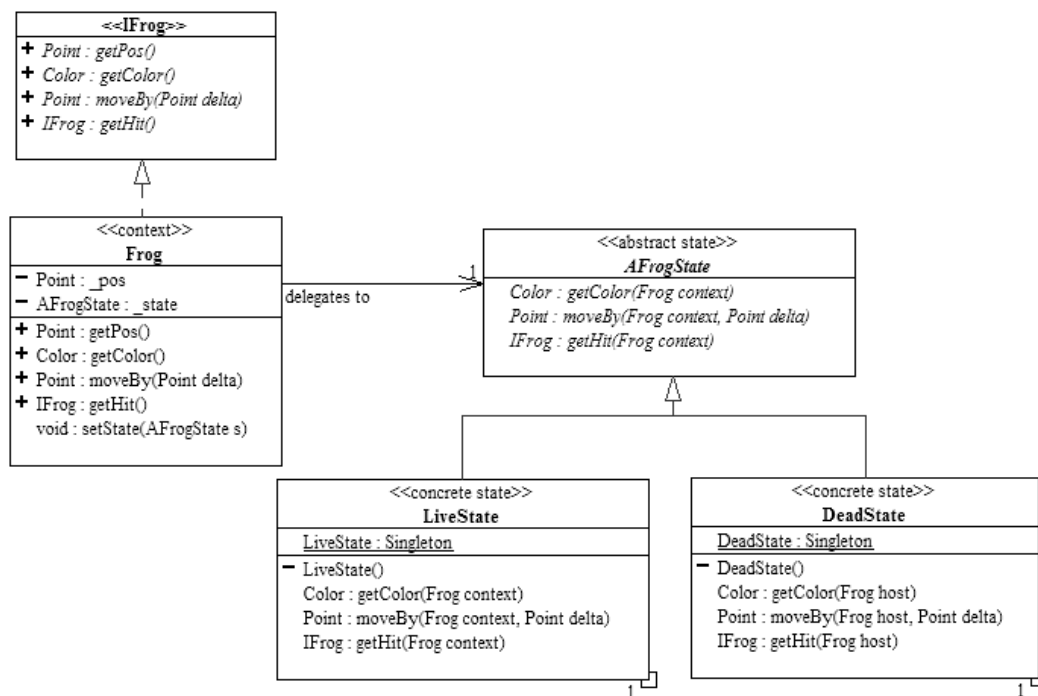 <<IFrog>>
+ Point : getPos()
+ Color : getColor()
+ Point : moveBy(Point delta)
+ IFrog : getHit()
<<context>>
Frog
- Point : _pos
- AFrogState : _state
+ Point : getPos()
+ Color : getColor()
+ Point : moveBy(Point delta)
+ IFrog : getHit()
void : setState(AFrogState s)
delegates to
1
<<abstract state>>
AFrogState
Color : getColor(Frog context)
Point : moveBy(Frog context, Point delta)
IFrog : getHit(Frog context)
<<concrete state>>
LiveState
LiveState : Singleton
- LiveState()
Color : getColor(Frog context)
Point : moveBy(Frog context, Point delta)
IFrog : getHit(Frog context)
1
<<concrete state>>
DeadState
DeadState : Singleton
- DeadState()
Color : getColor(Frog host)
Point : moveBy(Frog host, Point delta)
IFrog : getHit(Frog host)
1